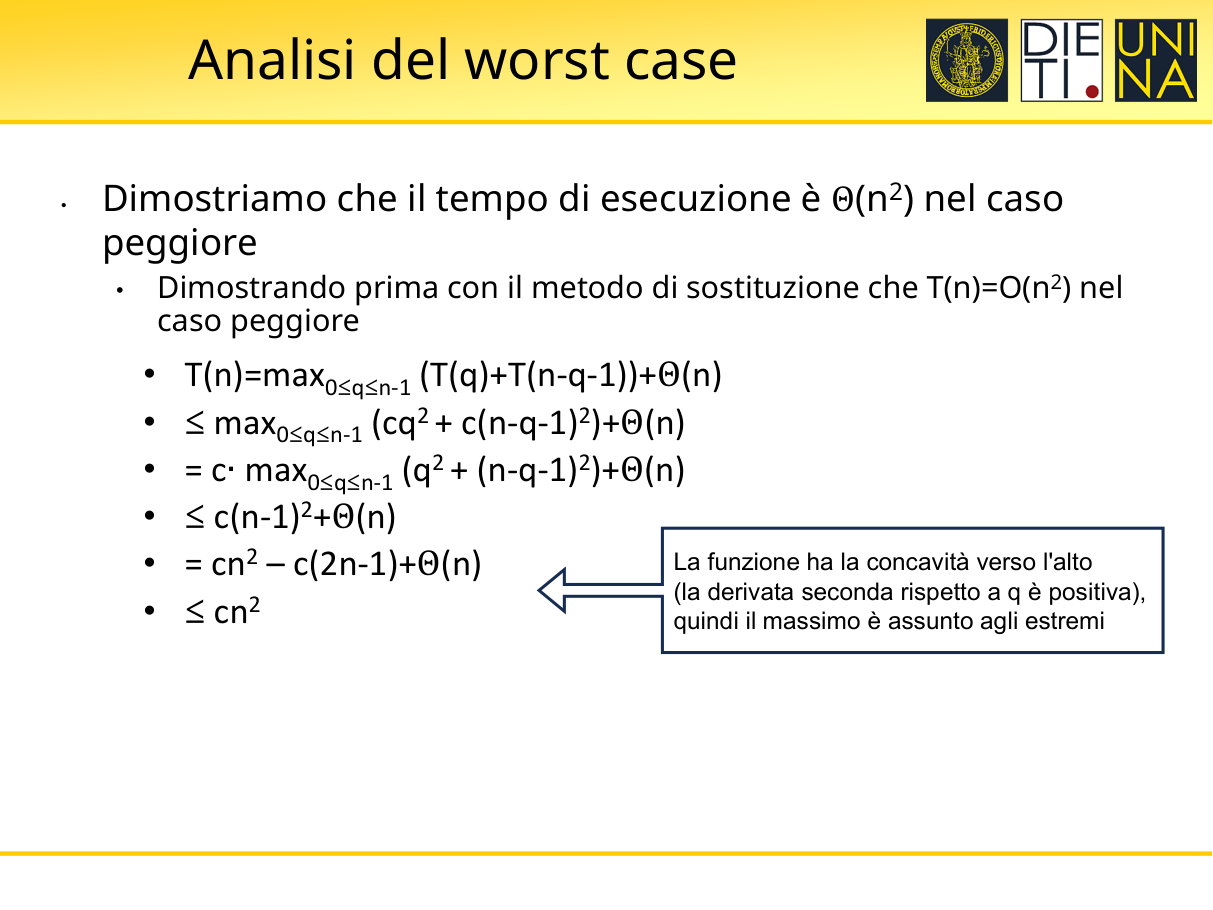 Analisi del worst case
DIE
TI.
UNI
NA
• Dimostriamo che il tempo di esecuzione è Θ(n²) nel caso
peggiore
• Dimostrando prima con il metodo di sostituzione che T(n)=O(n²) nel
caso peggiore
• T(n)=max₀≤q≤n-1 (T(q)+T(n-q-1))+Θ(n)
• ≤ max₀≤q≤n-1 (cq² + c(n-q-1)²)+Θ(n)
• = c· max₀≤q≤n-1 (q² + (n-q-1)²)+Θ(n)
• ≤ c(n-1)²+Θ(n)
• = cn² – c(2n-1)+Θ(n)
• ≤ cn²
La funzione ha la concavità verso l'alto
(la derivata seconda rispetto a q è positiva),
quindi il massimo è assunto agli estremi